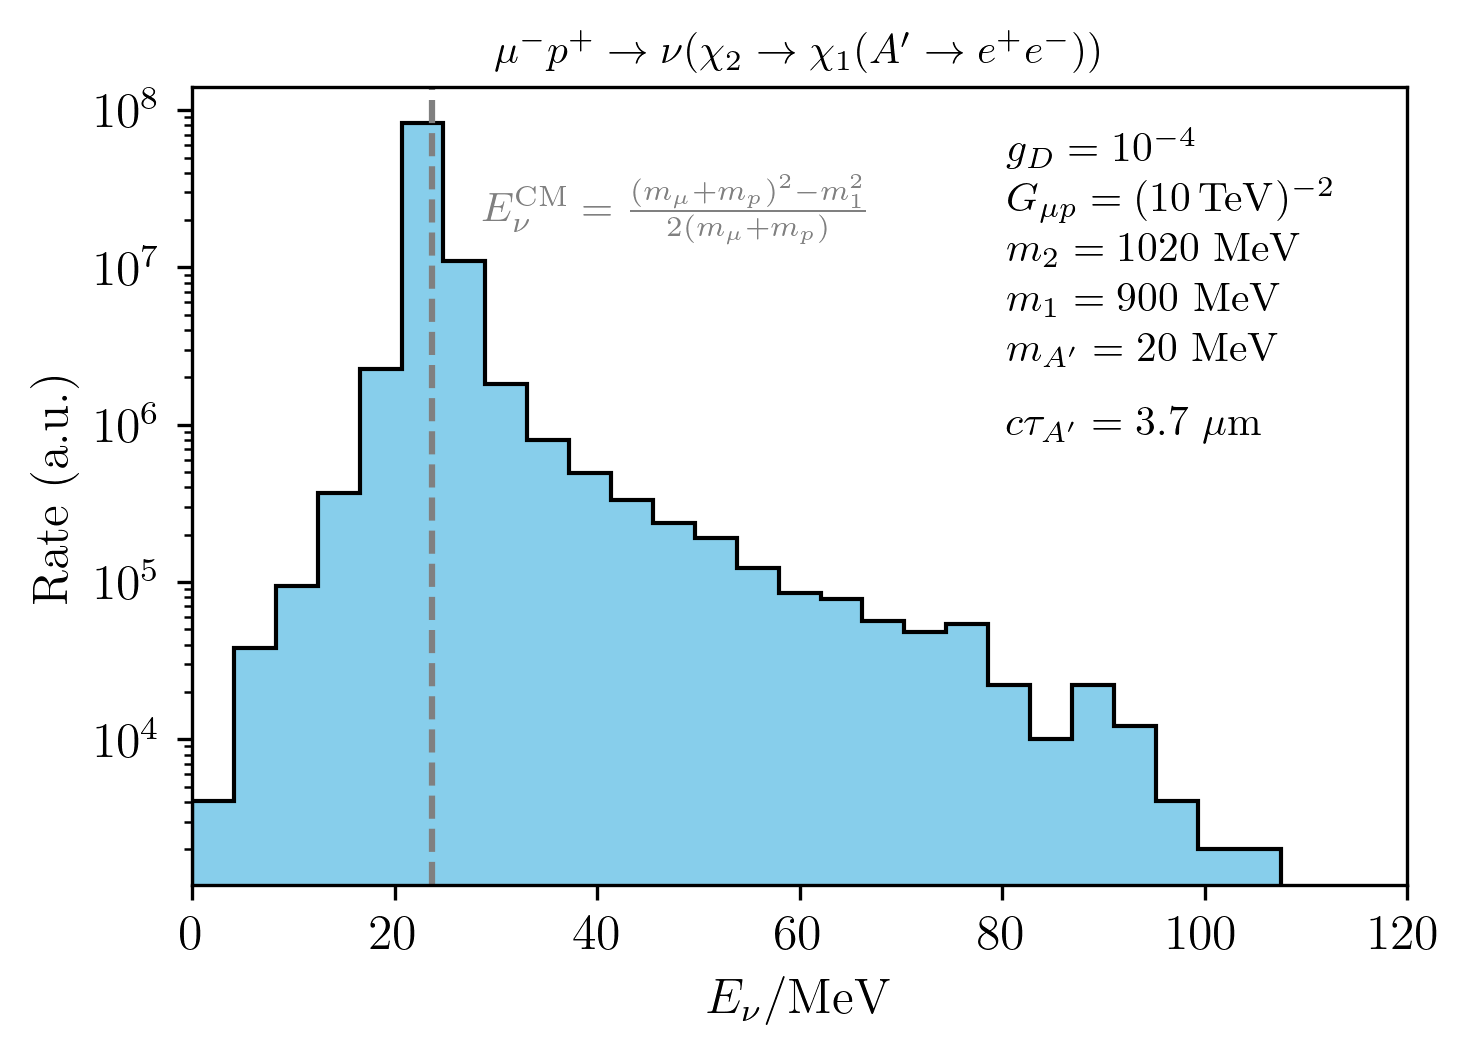 μ⁻p⁺ → ν(χ₂ → χ₁(A′ → e⁺e⁻))
10⁸
10⁷
10⁶
10⁵
10⁴
Rate (a.u.)
E_ν^CM = ((m_μ+m_p)²−m₁²)/(2(m_μ+m_p))
g_D = 10⁻⁴
G_μp = (10 TeV)⁻²
m₂ = 1020 MeV
m₁ = 900 MeV
m_A′ = 20 MeV
cτ_A′ = 3.7 μm
0 20 40 60 80 100 120
E_ν/MeV